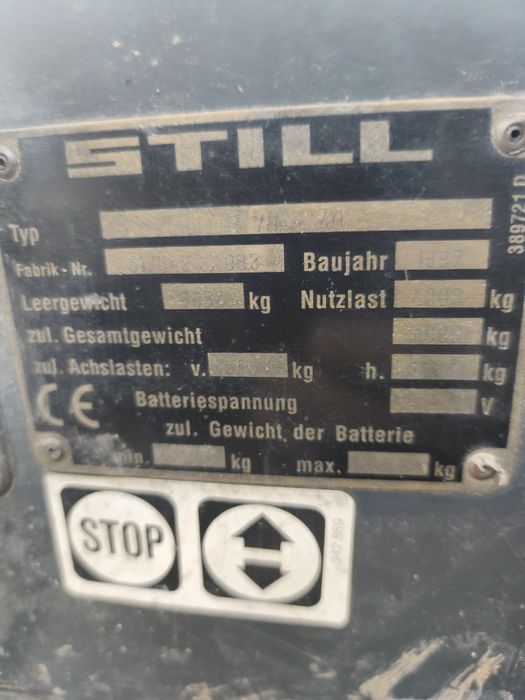 STILL
Typ
Fabrik - Nr. Baujahr
Leergewicht kg Nutzlast kg
zul. Gesamtgewicht kg
zul. Achslasten: v. kg h. kg
CE Batteriespannung V
zul. Gewicht der Batterie
min. kg max. kg
389721 D
STOP
342 889